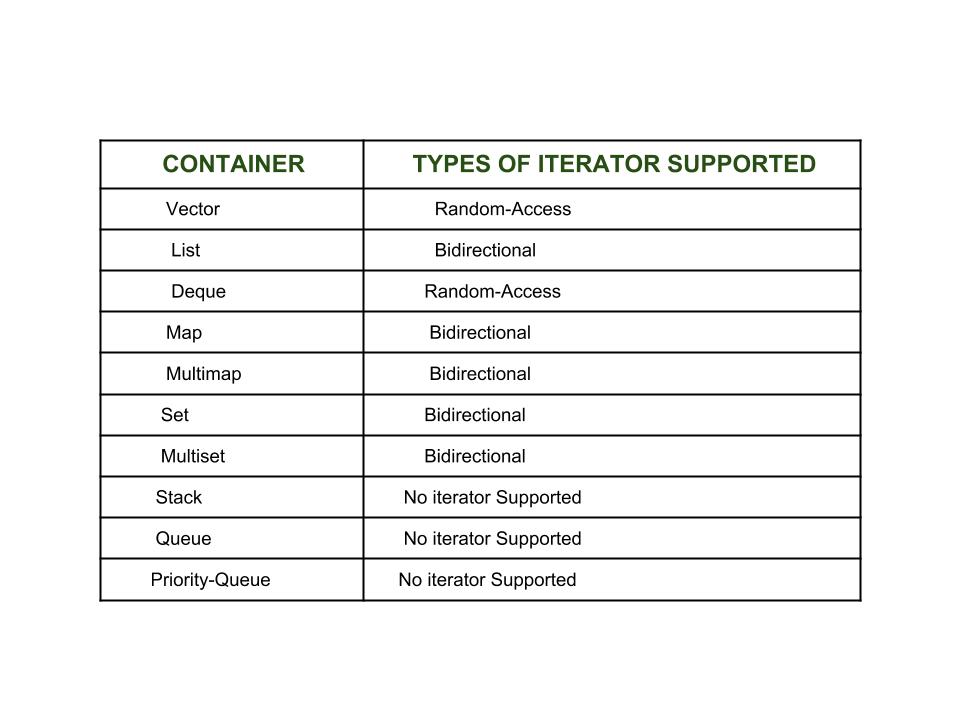 CONTAINER TYPES OF ITERATOR SUPPORTED
Vector Random-Access
List Bidirectional
Deque Random-Access
Map Bidirectional
Multimap Bidirectional
Set Bidirectional
Multiset Bidirectional
Stack No iterator Supported
Queue No iterator Supported
Priority-Queue No iterator Supported